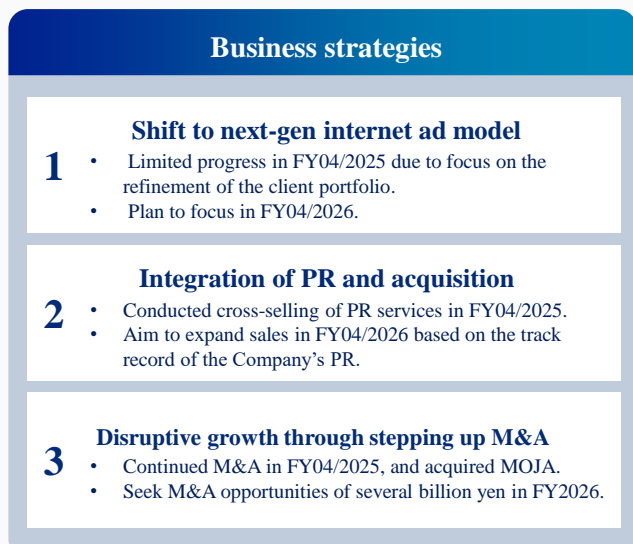 Business strategies
Shift to next-gen internet ad model
1
• Limited progress in FY04/2025 due to focus on the
refinement of the client portfolio.
• Plan to focus in FY04/2026.
Integration of PR and acquisition
2
• Conducted cross-selling of PR services in FY04/2025.
• Aim to expand sales in FY04/2026 based on the track
record of the Company’s PR.
Disruptive growth through stepping up M&A
3
• Continued M&A in FY04/2025, and acquired MOJA.
• Seek M&A opportunities of several billion yen in FY2026.